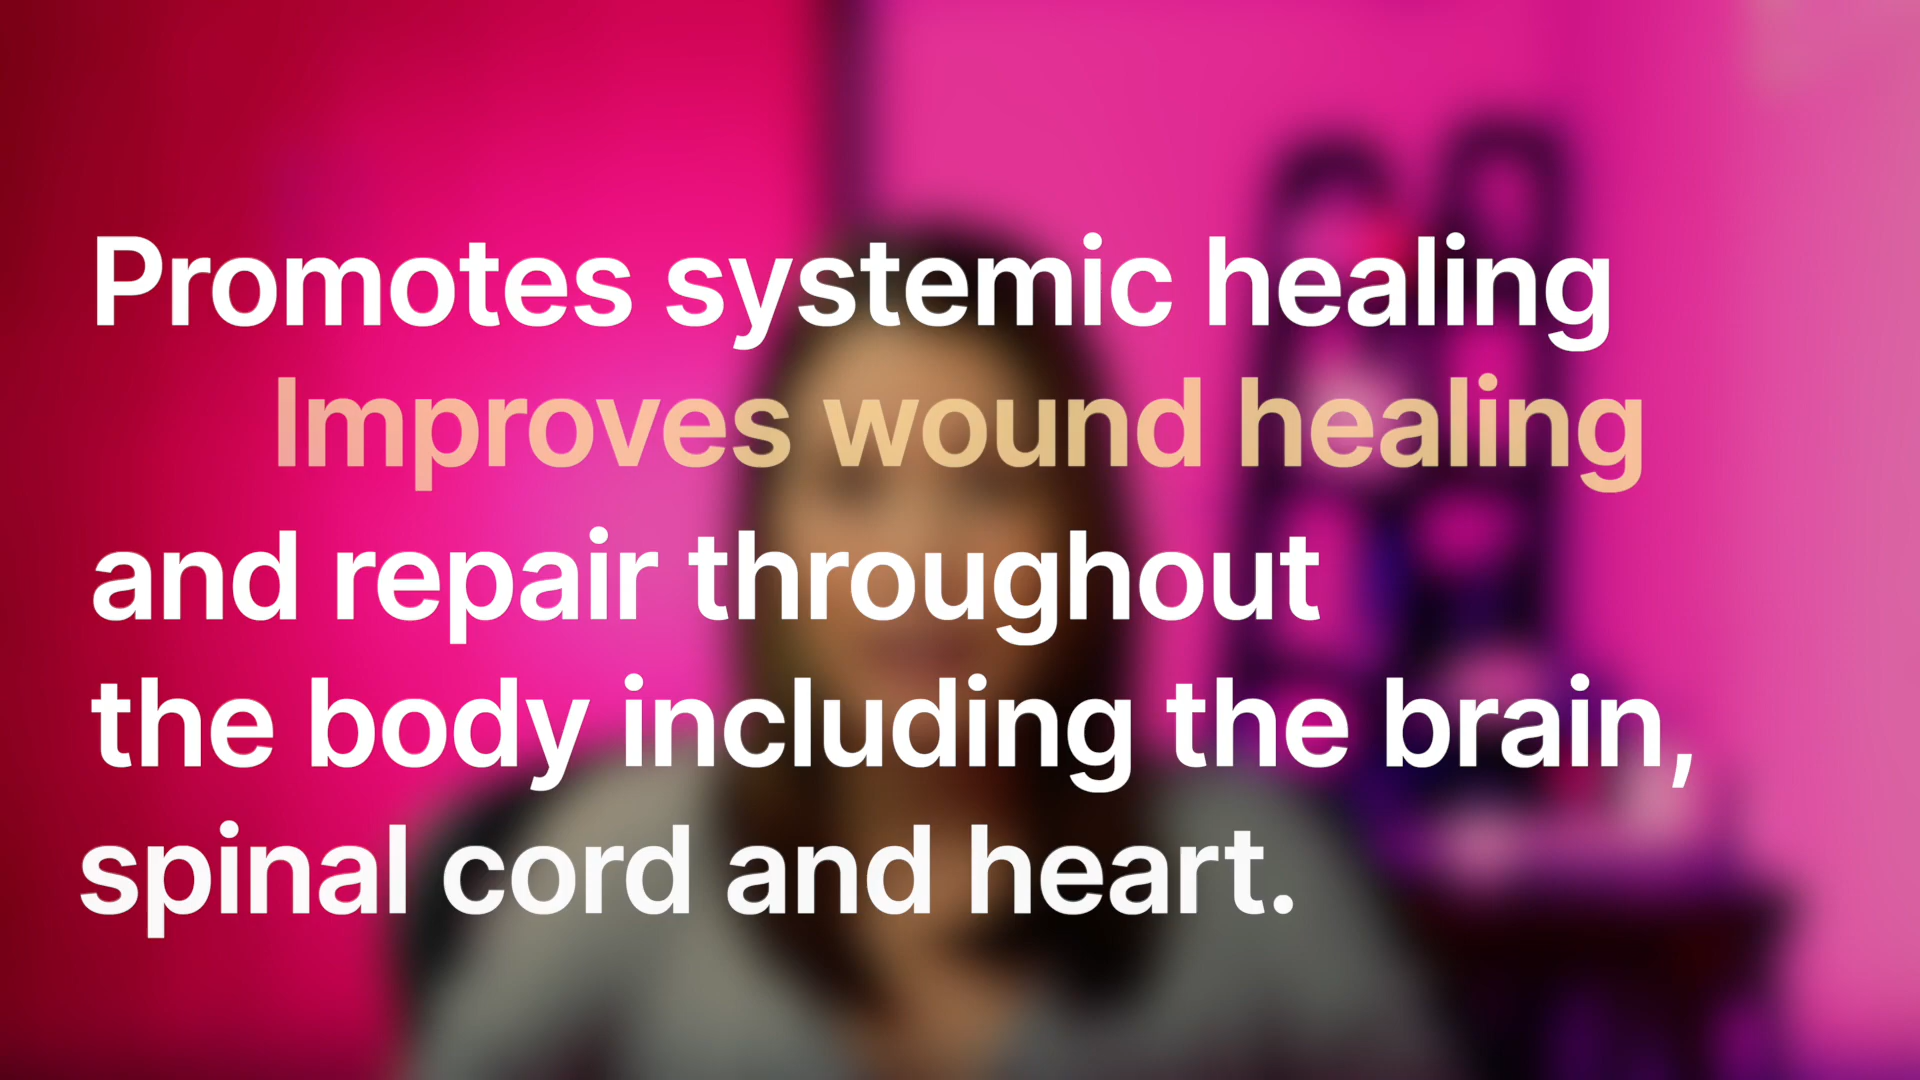 Promotes systemic healing
Improves wound healing
and repair throughout
the body including the brain,
spinal cord and heart.